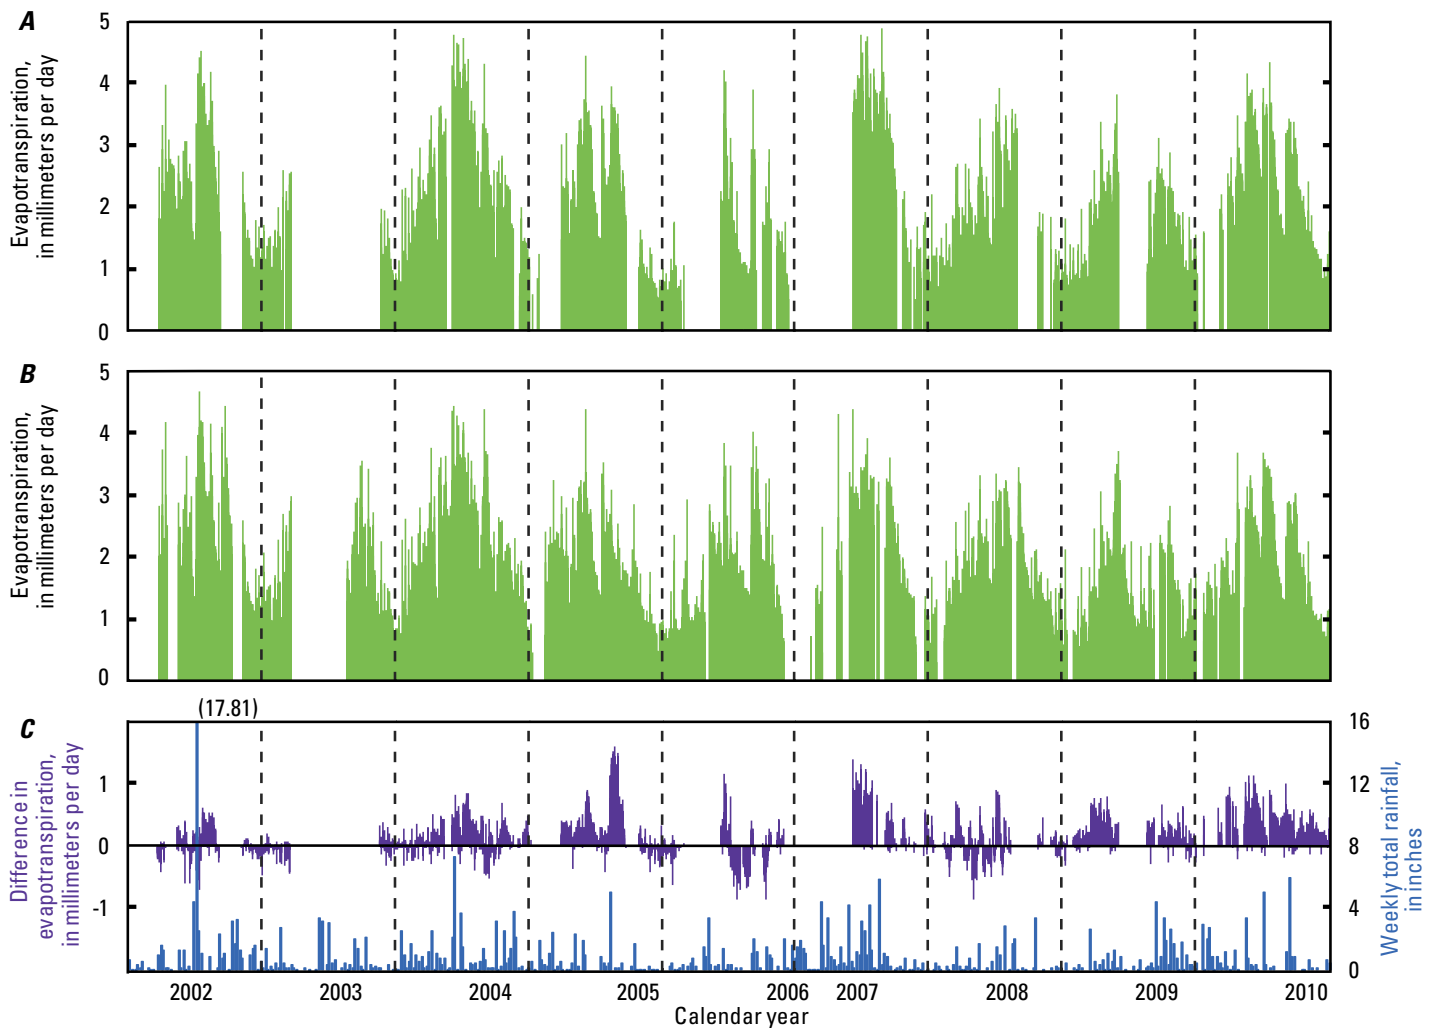 A
Evapotranspiration,
in millimeters per day
5
4
3
2
1
0
B
Evapotranspiration,
in millimeters per day
5
4
3
2
1
0
C
(17.81)
Difference in
evapotranspiration,
in millimeters per day
1
0
-1
16
12
8
4
0
Weekly total rainfall,
in inches
2002 2003 2004 2005 2006 2007 2008 2009 2010
Calendar year